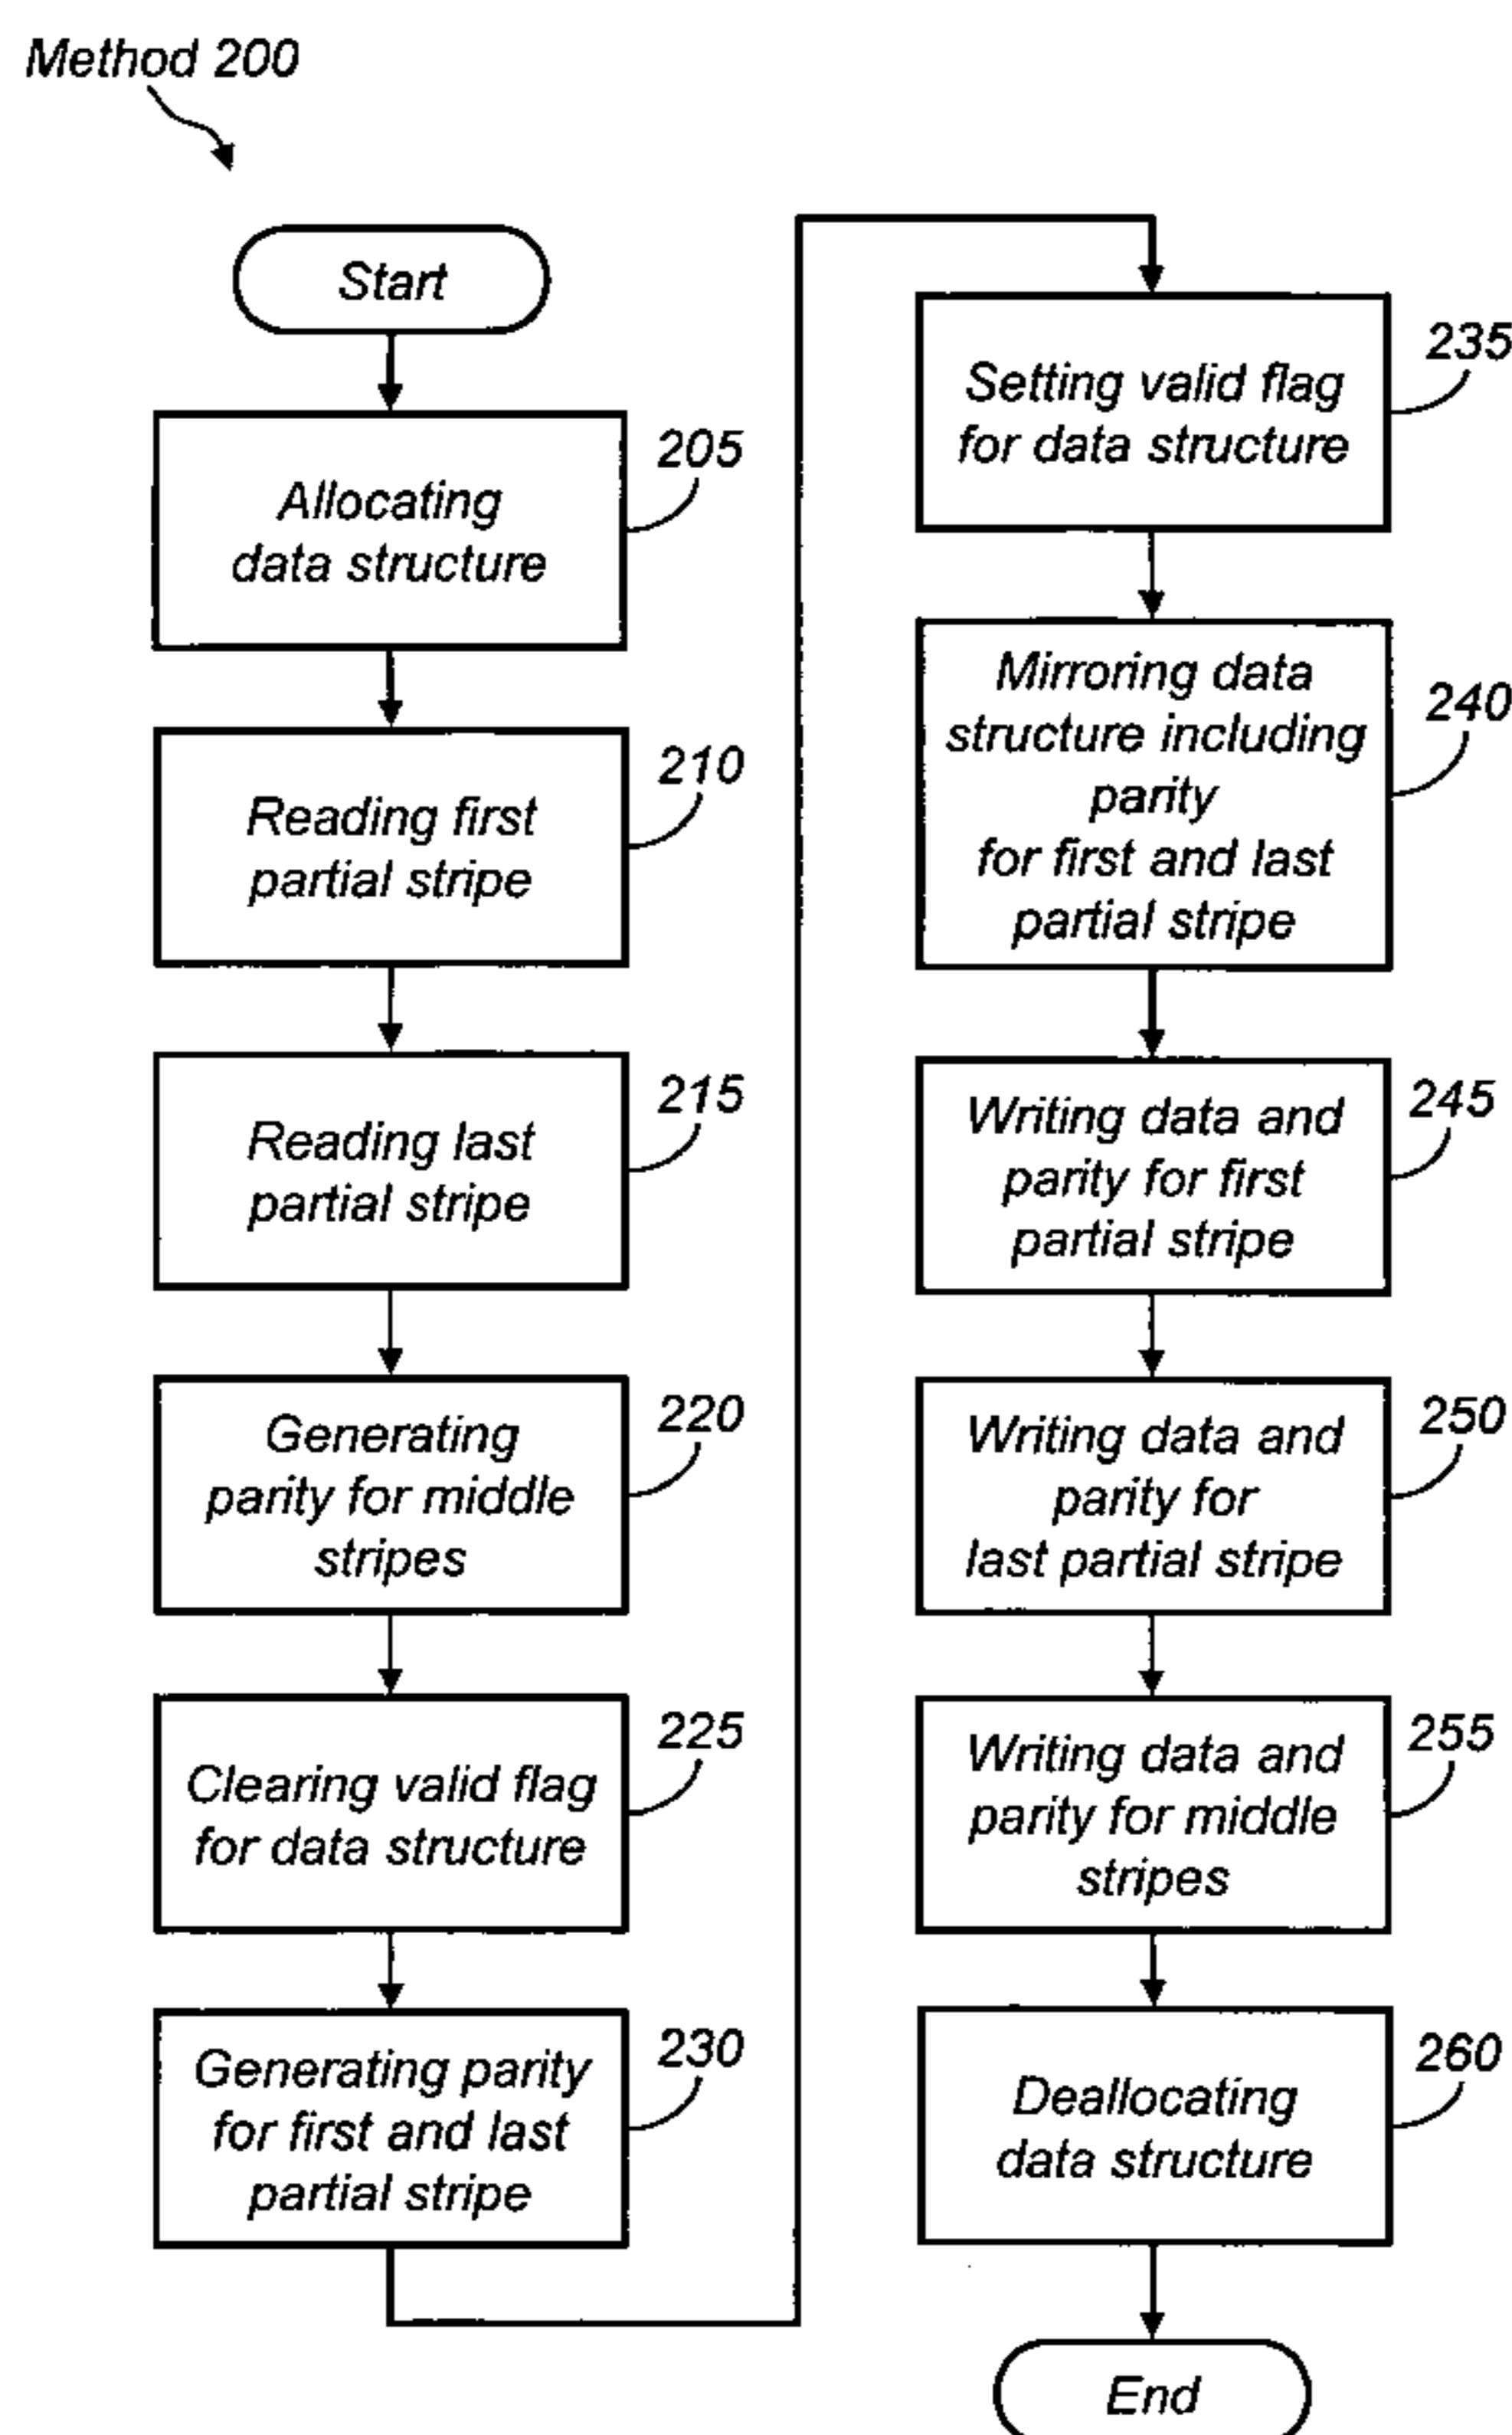 Method 200
Start
Allocating
data structure
205
Reading first
partial stripe
210
Reading last
partial stripe
215
Generating
parity for middle
stripes
220
Clearing valid flag
for data structure
225
Generating parity
for first and last
partial stripe
230
Setting valid flag
for data structure
235
Mirroring data
structure including
parity
for first and last
partial stripe
240
Writing data and
parity for first
partial stripe
245
Writing data and
parity for
last partial stripe
250
Writing data and
parity for middle
stripes
255
Deallocating
data structure
260
End